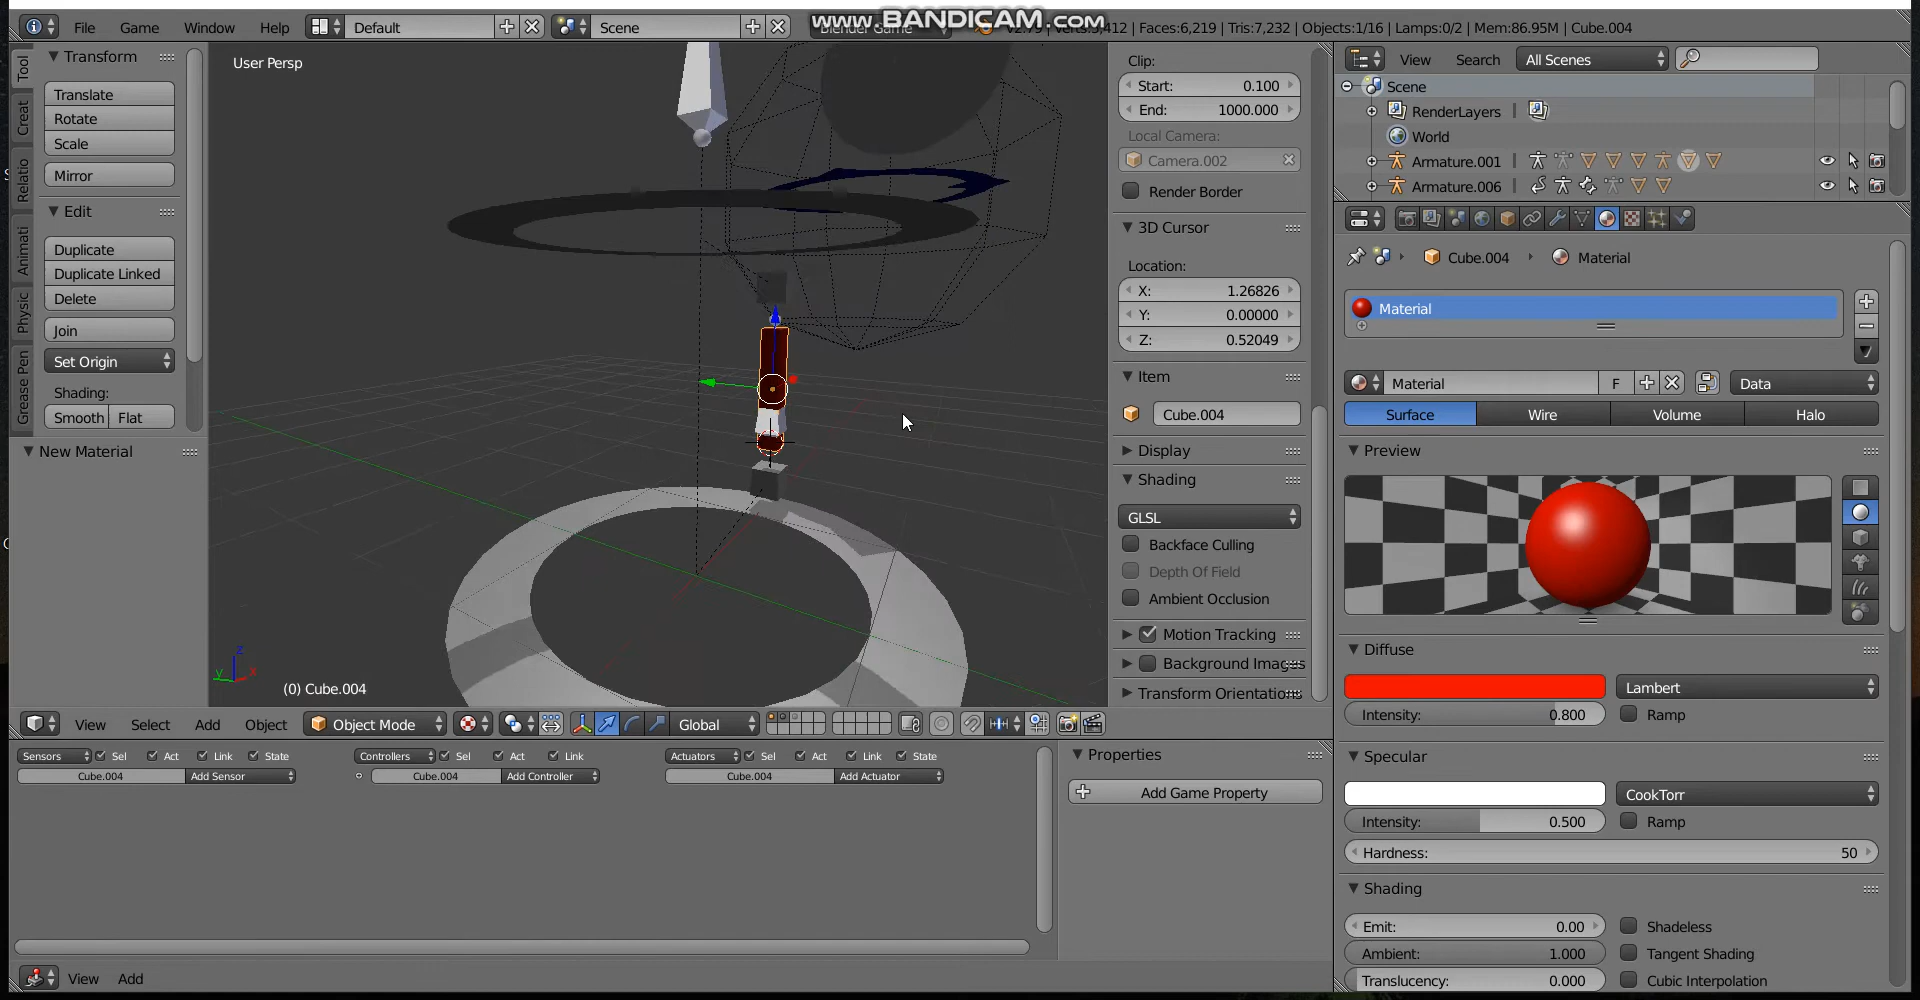 www.BANDICAM.com
File
Game
Window
Help
Default
Scene
Blender Game
v2.79 | Verts:5,412 | Faces:6,219 | Tris:7,232 | Objects:1/16 | Lamps:0/2 | Mem:86.95M | Cube.004
Tool
Creat
Relatio
Animati
Physic
Grease Pen
Transform
Translate
Rotate
Scale
Mirror
Edit
Duplicate
Duplicate Linked
Delete
Join
Set Origin
Shading:
Smooth
Flat
New Material
User Persp
(0) Cube.004
Clip:
Start: 0.100
End: 1000.000
Local Camera:
Camera.002
Render Border
3D Cursor
Location:
X: 1.26826
Y: 0.00000
Z: 0.52049
Item
Cube.004
Display
Shading
GLSL
Backface Culling
Depth Of Field
Ambient Occlusion
Motion Tracking
Background Images
Transform Orientations
View
Select
Add
Object
Object Mode
Global
View
Search
All Scenes
Scene
RenderLayers
World
Armature.001
Armature.006
Cube.004
Material
Material
Material
F
Data
Surface
Wire
Volume
Halo
Preview
Diffuse
Lambert
Intensity: 0.800
Ramp
Specular
CookTorr
Intensity: 0.500
Ramp
Hardness: 50
Shading
Emit: 0.00
Shadeless
Ambient: 1.000
Tangent Shading
Translucency: 0.000
Cubic Interpolation
Sensors
Sel
Act
Link
State
Cube.004
Add Sensor
Controllers
Sel
Act
Link
Cube.004
Add Controller
Actuators
Sel
Act
Link
State
Cube.004
Add Actuator
Properties
Add Game Property
View
Add